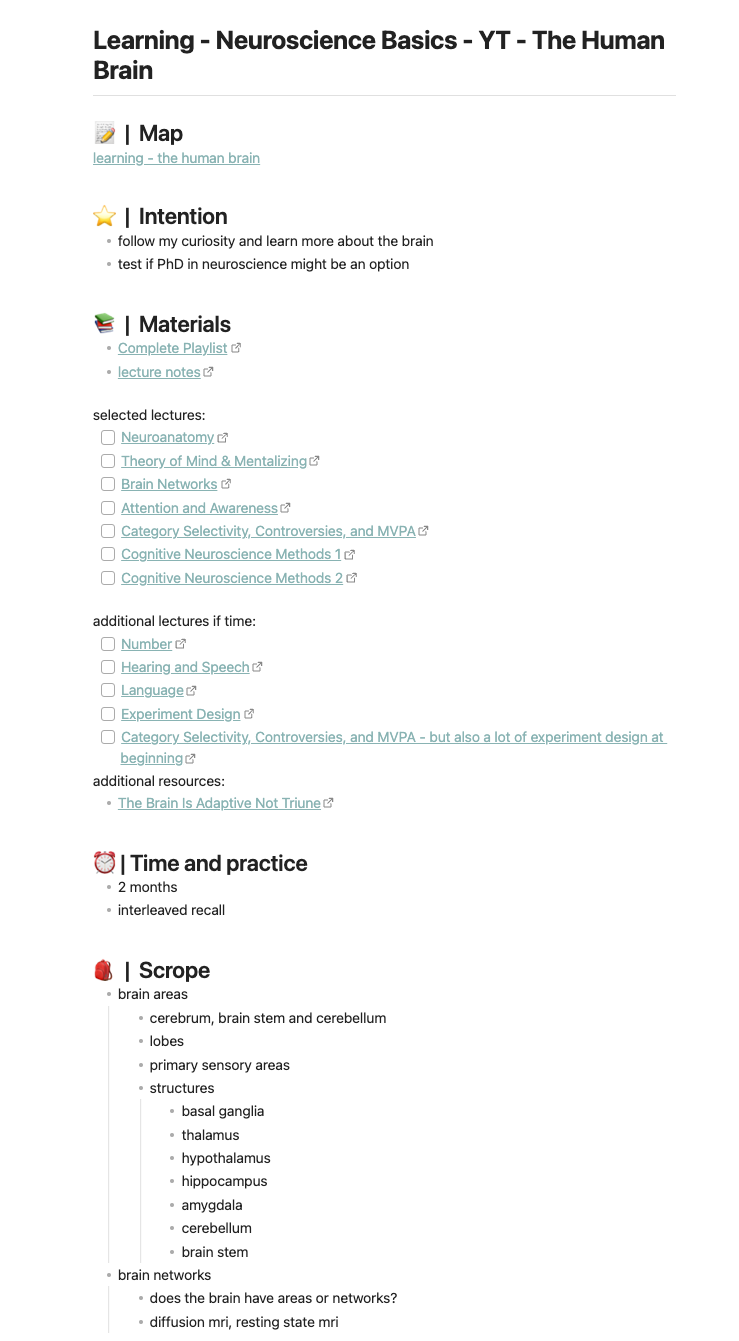 Learning - Neuroscience Basics - YT - The Human
Brain
| Map
learning - the human brain
| Intention
follow my curiosity and learn more about the brain
test if PhD in neuroscience might be an option
| Materials
Complete Playlist
lecture notes
selected lectures:
Neuroanatomy
Theory of Mind & Mentalizing
Brain Networks
Attention and Awareness
Category Selectivity, Controversies, and MVPA
Cognitive Neuroscience Methods 1
Cognitive Neuroscience Methods 2
additional lectures if time:
Number
Hearing and Speech
Language
Experiment Design
Category Selectivity, Controversies, and MVPA - but also a lot of experiment design at
beginning
additional resources:
The Brain Is Adaptive Not Triune
| Time and practice
2 months
interleaved recall
| Scrope
brain areas
cerebrum, brain stem and cerebellum
lobes
primary sensory areas
structures
basal ganglia
thalamus
hypothalamus
hippocampus
amygdala
cerebellum
brain stem
brain networks
does the brain have areas or networks?
diffusion mri, resting state mri